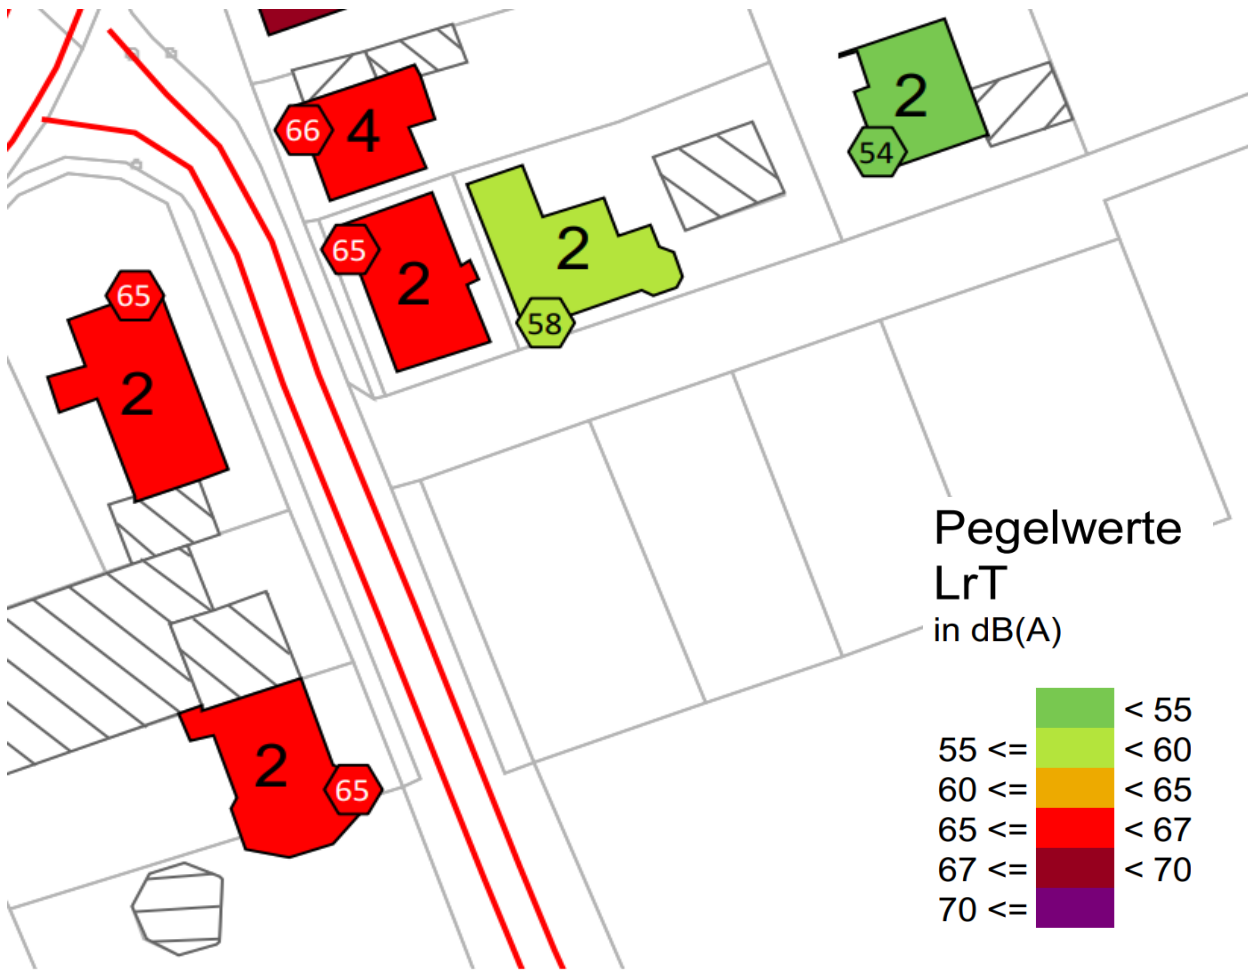 2
54
66 4
65 2
2
58
65
2
2
65
Pegelwerte
LrT
in dB(A)
< 55
55 <= < 60
60 <= < 65
65 <= < 67
67 <= < 70
70 <=